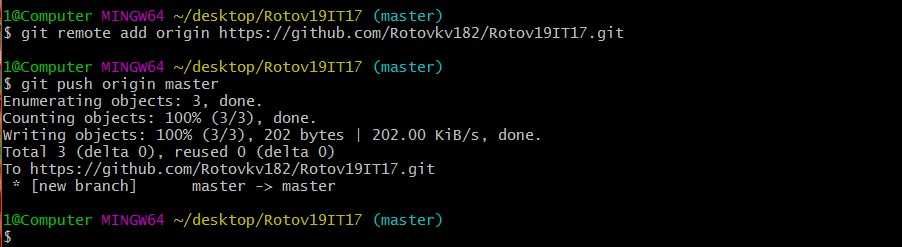 1@Computer MINGW64 ~/desktop/Rotov19IT17 (master)
$ git remote add origin https://github.com/Rotovkv182/Rotov19IT17.git
1@Computer MINGW64 ~/desktop/Rotov19IT17 (master)
$ git push origin master
Enumerating objects: 3, done.
Counting objects: 100% (3/3), done.
Writing objects: 100% (3/3), 202 bytes | 202.00 KiB/s, done.
Total 3 (delta 0), reused 0 (delta 0)
To https://github.com/Rotovkv182/Rotov19IT17.git
 * [new branch]      master -> master
1@Computer MINGW64 ~/desktop/Rotov19IT17 (master)
$